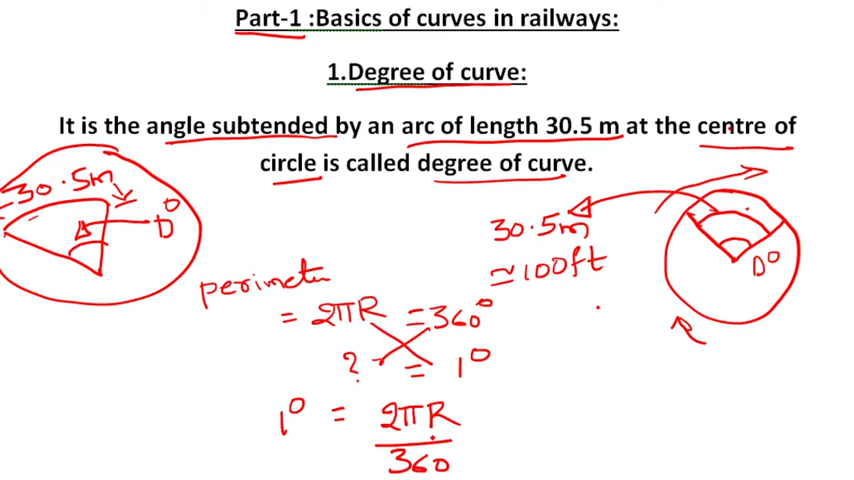 Part-1 :Basics of curves in railways:
1.Degree of curve:
It is the angle subtended by an arc of length 30.5 m at the centre of
circle is called degree of curve.
=30.5m
D°
30.5m
≃100ft
D°
perimeter
= 2πR = 360°
? = 1°
1° = 2πR
360